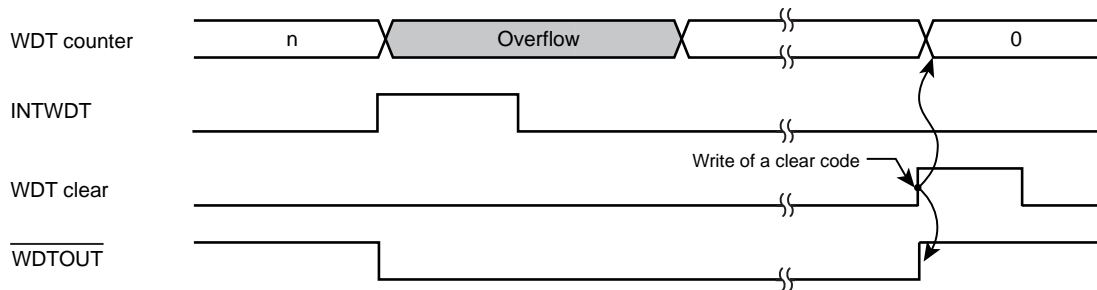 WDT counter n Overflow 0
INTWDT
Write of a clear code
WDT clear
WDTOUT